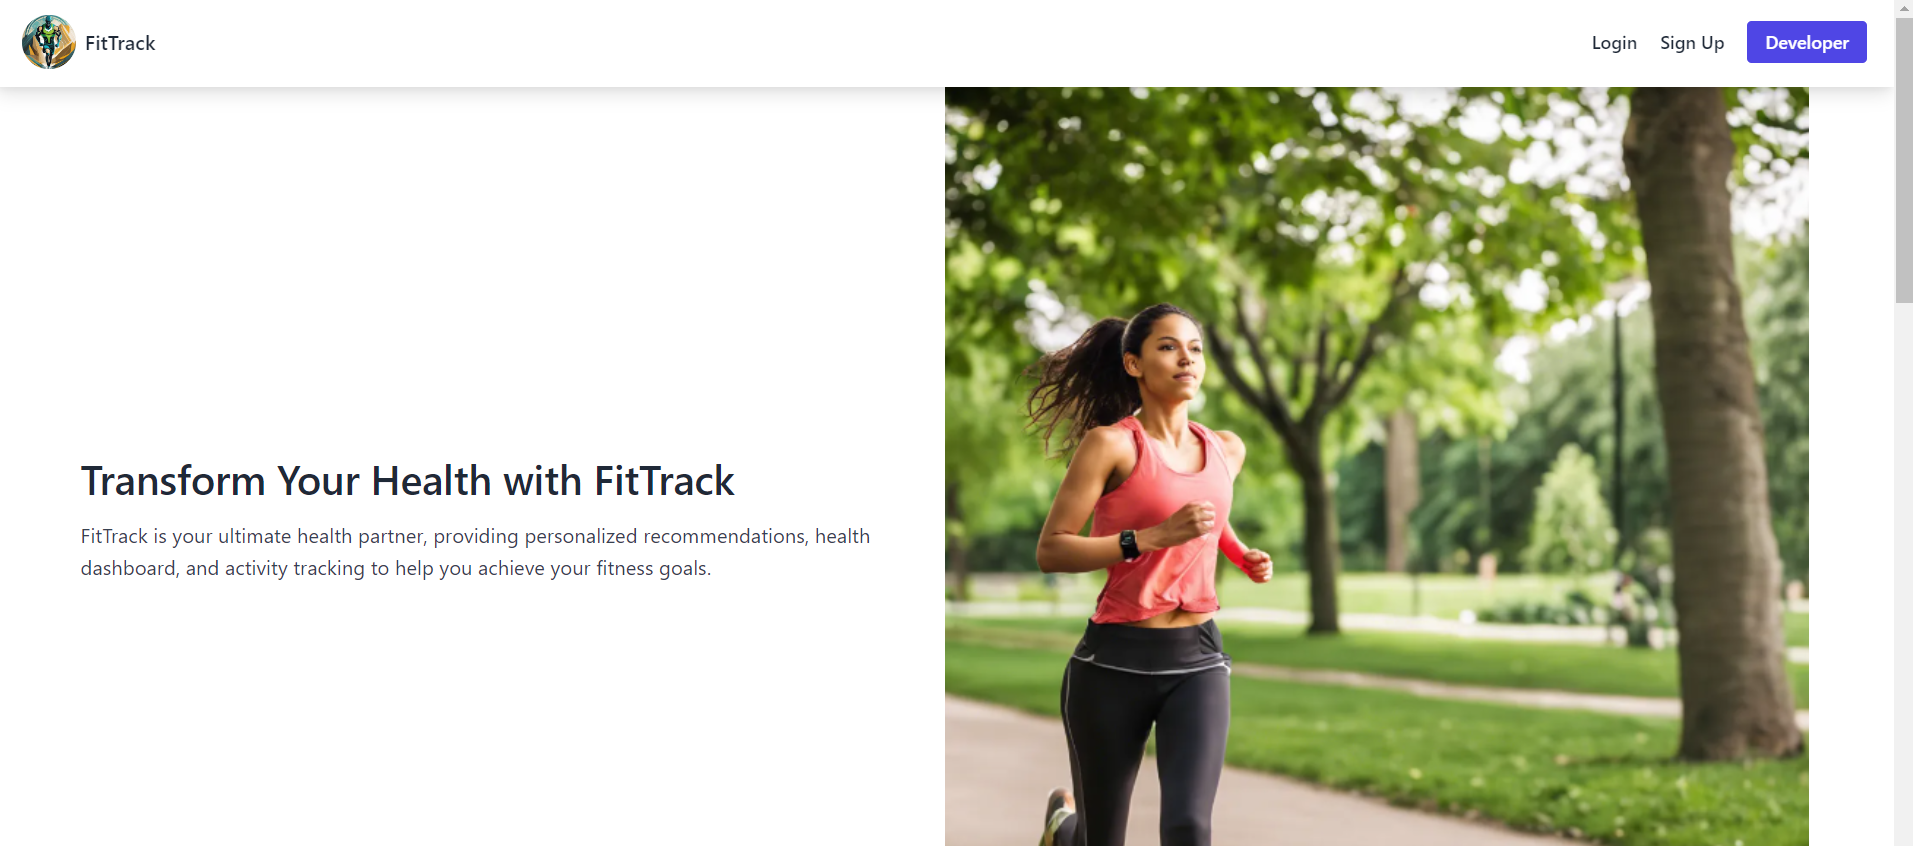 FitTrack
Login
Sign Up
Developer
Transform Your Health with FitTrack
FitTrack is your ultimate health partner, providing personalized recommendations, health
dashboard, and activity tracking to help you achieve your fitness goals.